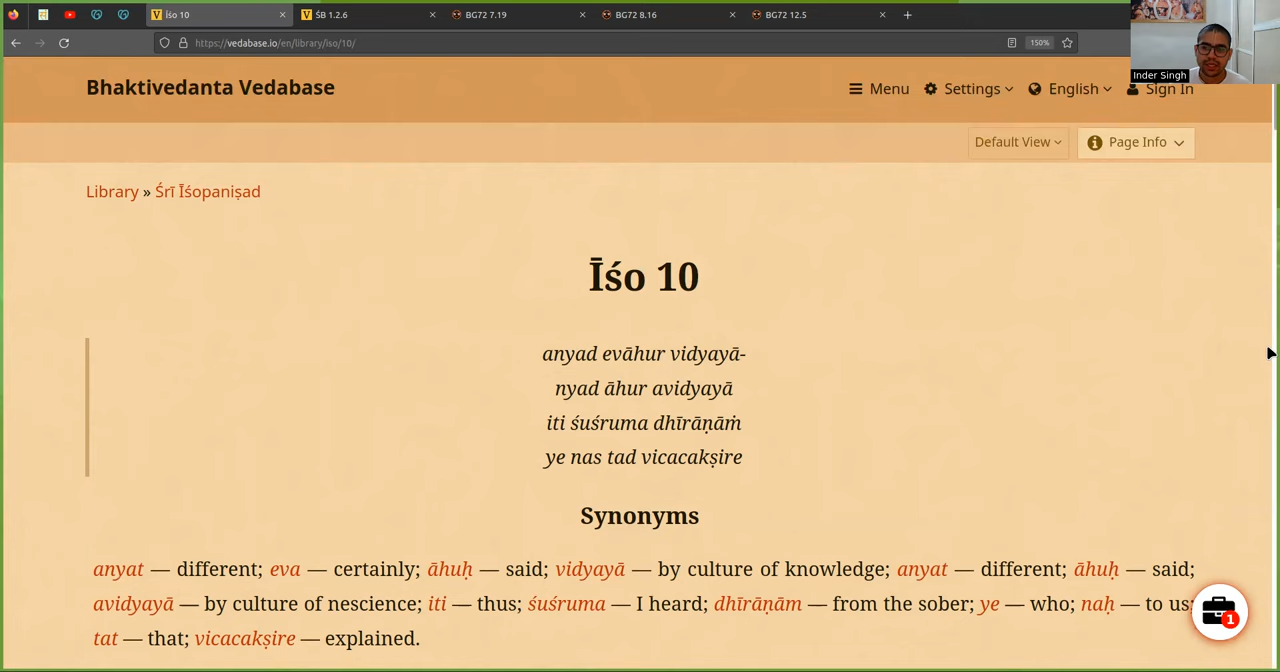 Īśo 10
ŚB 1.2.6
BG72 7.19
BG72 8.16
BG72 12.5
https://vedabase.io/en/library/iso/10/
150%
Inder Singh
Bhaktivedanta Vedabase
Menu
Settings
English
Sign In
Default View
Page Info
Library » Śrī Īśopaniṣad
Īśo 10
anyad evāhur vidyayā-
nyad āhur avidyayā
iti śuśruma dhīrāṇāṁ
ye nas tad vicacakṣire
Synonyms
anyat — different; eva — certainly; āhuḥ — said; vidyayā — by culture of knowledge; anyat — different; āhuḥ — said;
avidyayā — by culture of nescience; iti — thus; śuśruma — I heard; dhīrāṇām — from the sober; ye — who; naḥ — to us;
tat — that; vicacakṣire — explained.
1